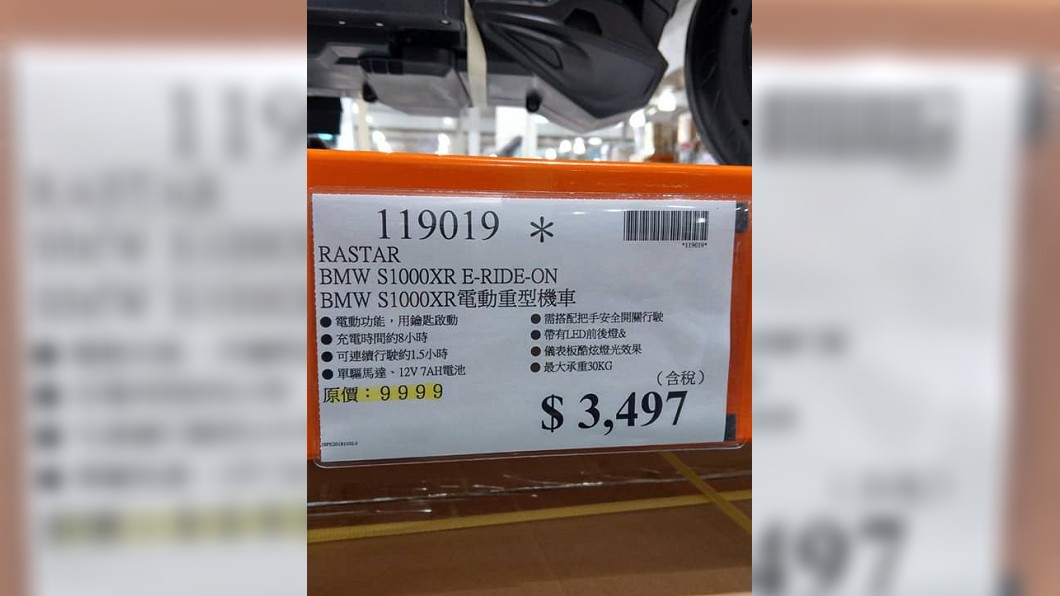 119019 *
*119019*
RASTAR
BMW S1000XR E-RIDE-ON
BMW S1000XR電動重型機車
● 電動功能，用鑰匙啟動
● 充電時間約8小時
● 可連續行駛約1.5小時
● 單驅馬達、12V 7AH電池
● 需搭配把手安全開關行駛
● 帶有LED前後燈&
● 儀表板酷炫燈光效果
● 最大承重30KG
原價：9999
（含稅）
$ 3,497